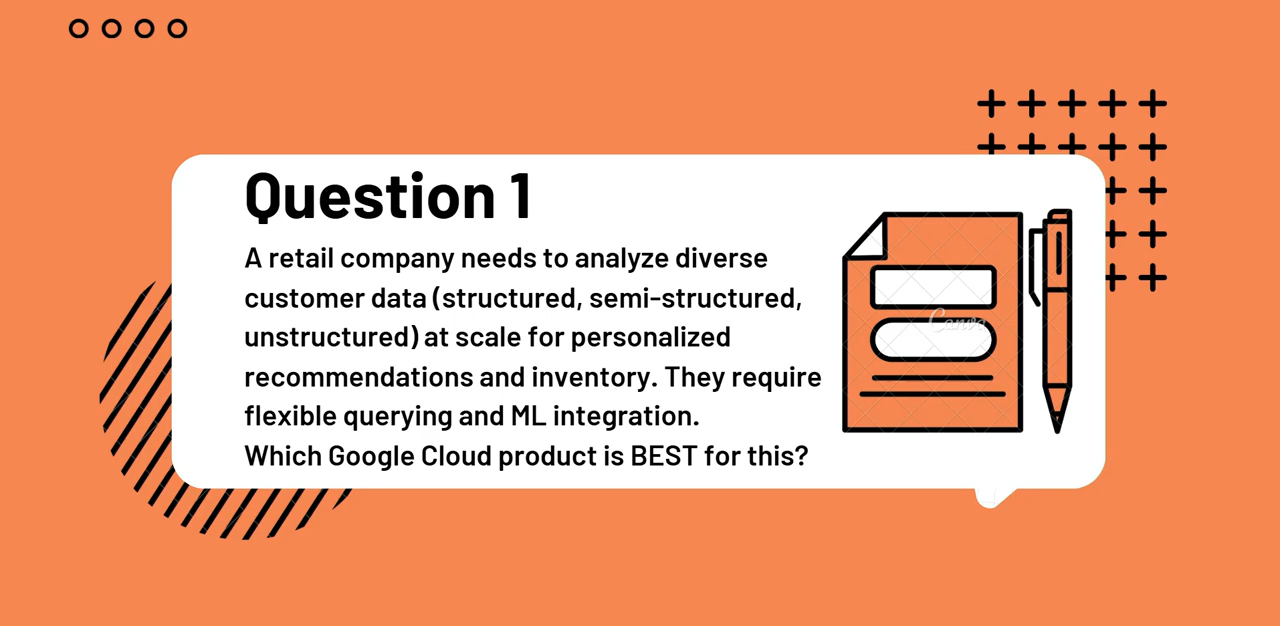 Question 1
A retail company needs to analyze diverse
customer data (structured, semi-structured,
unstructured) at scale for personalized
recommendations and inventory. They require
flexible querying and ML integration.
Which Google Cloud product is BEST for this?
Canva